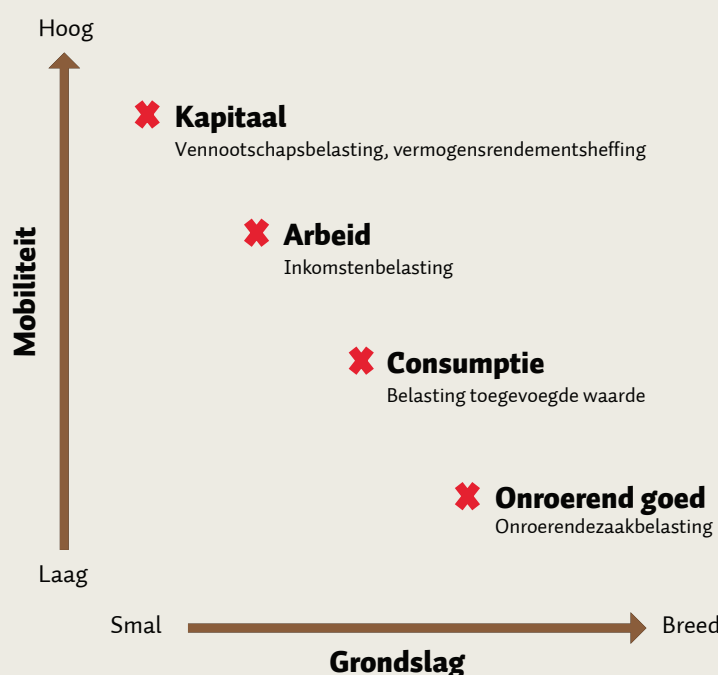 Hoog
Kapitaal
Vennootschapsbelasting, vermogensrendementsheffing
Arbeid
Inkomstenbelasting
Mobiliteit
Consumptie
Belasting toegevoegde waarde
Onroerend goed
Onroerendezaakbelasting
Laag
Smal
Breed
Grondslag